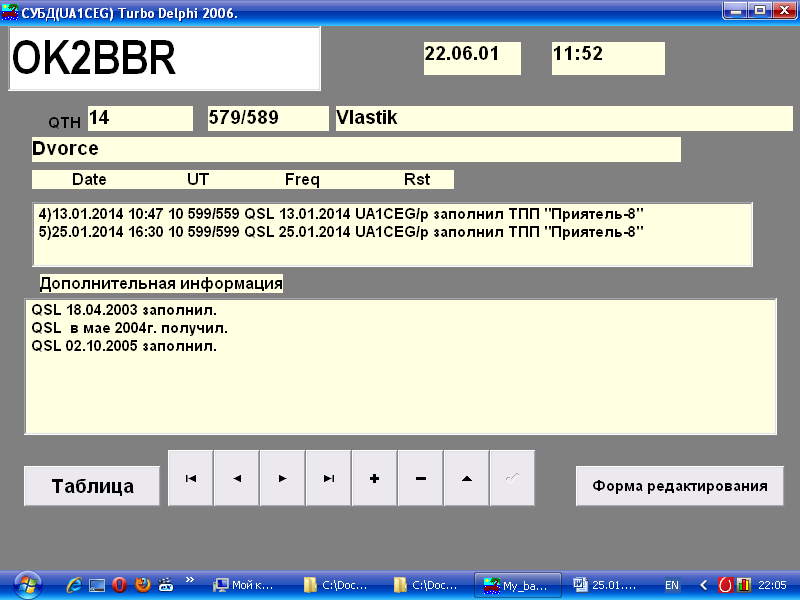 СУБД(UA1CEG) Turbo Delphi 2006.
OK2BBR
22.06.01
11:52
QTH 14
579/589
Vlastik
Dvorce
Date UT Freq Rst
4)13.01.2014 10:47 10 599/559 QSL 13.01.2014 UA1CEG/p заполнил ТПП "Приятель-8"
5)25.01.2014 16:30 10 599/599 QSL 25.01.2014 UA1CEG/p заполнил ТПП "Приятель-8"
Дополнительная информация
QSL 18.04.2003 заполнил.
QSL  в мае 2004г. получил.
QSL 02.10.2005 заполнил.
Таблица
Форма редактирования
Мой к...
C:\Doc...
C:\Doc...
My_ba...
25.01....
EN
22:05